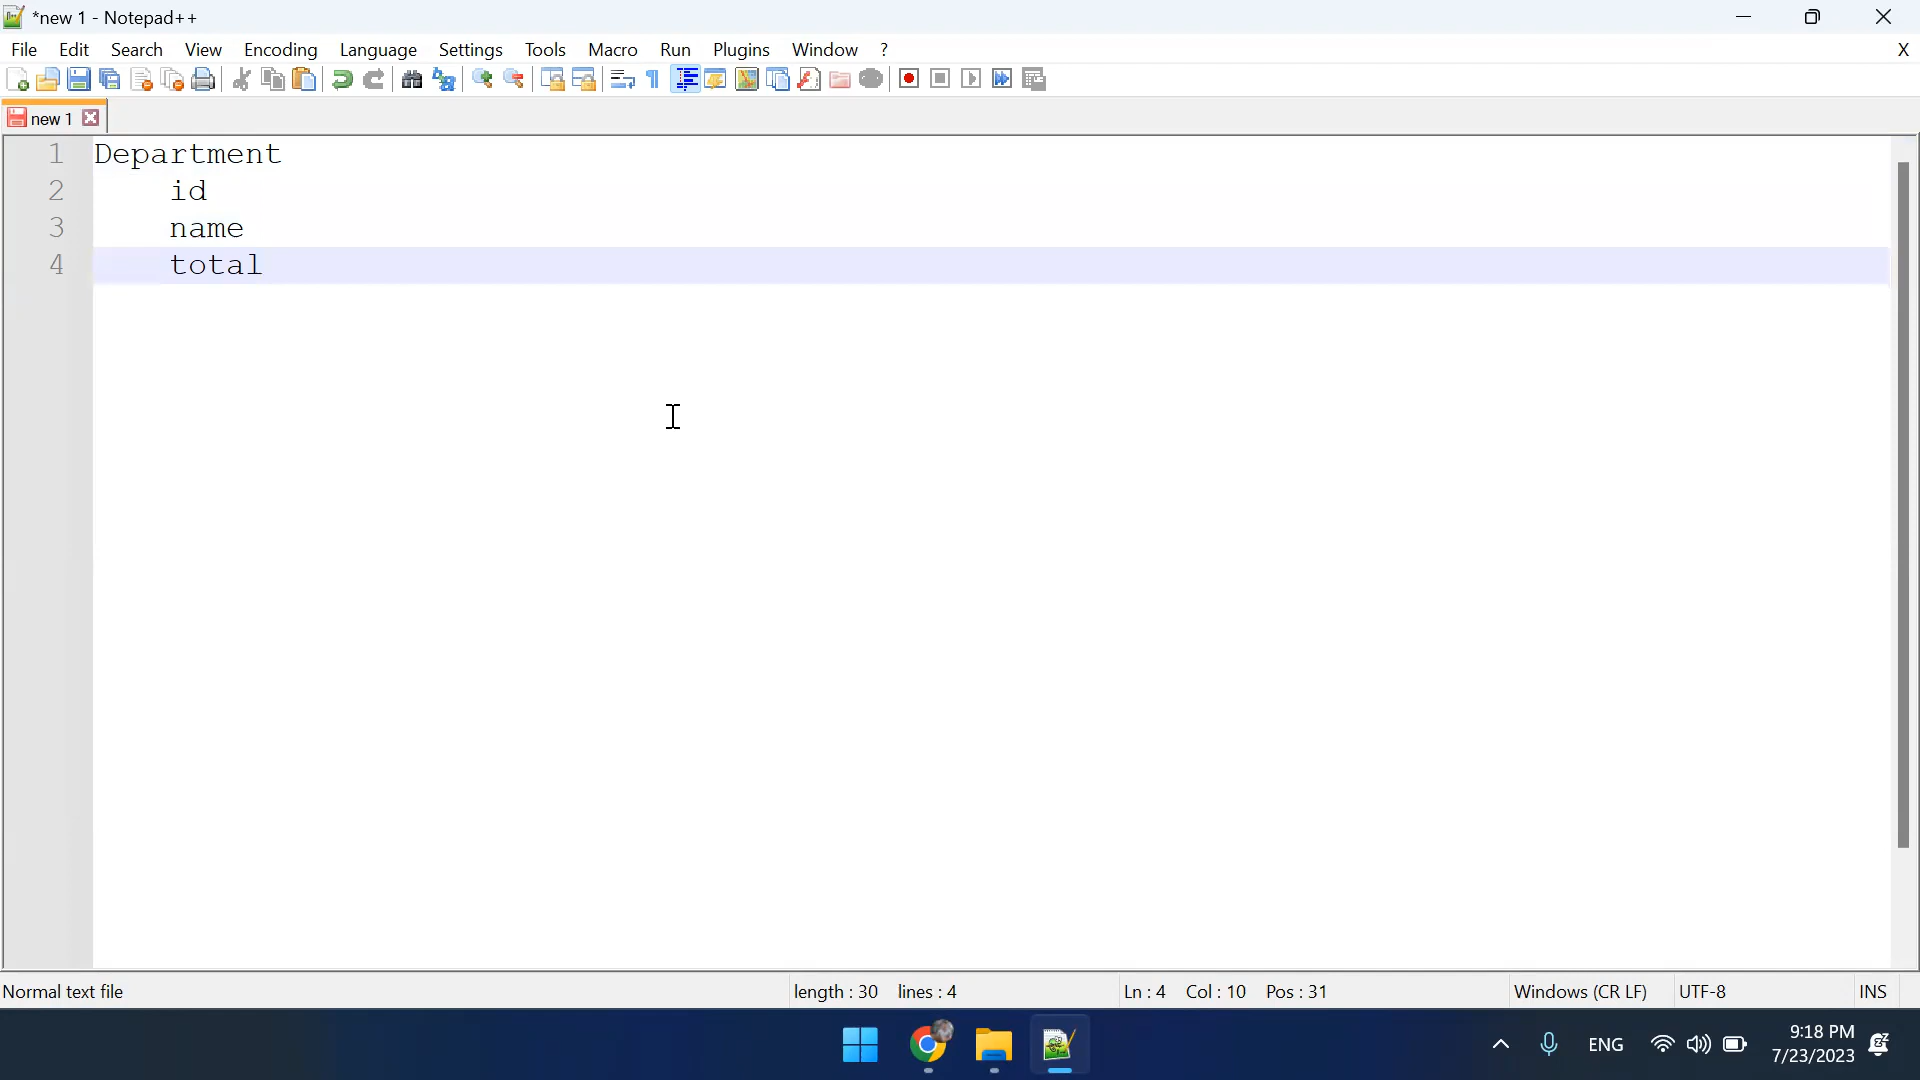 *new 1 - Notepad++
File Edit Search View Encoding Language Settings Tools Macro Run Plugins Window ? X
new 1
1 Department
2 id
3 name
4 total
Normal text file length : 30 lines : 4 Ln : 4 Col : 10 Pos : 31 Windows (CR LF) UTF-8 INS
ENG
9:18 PM
7/23/2023